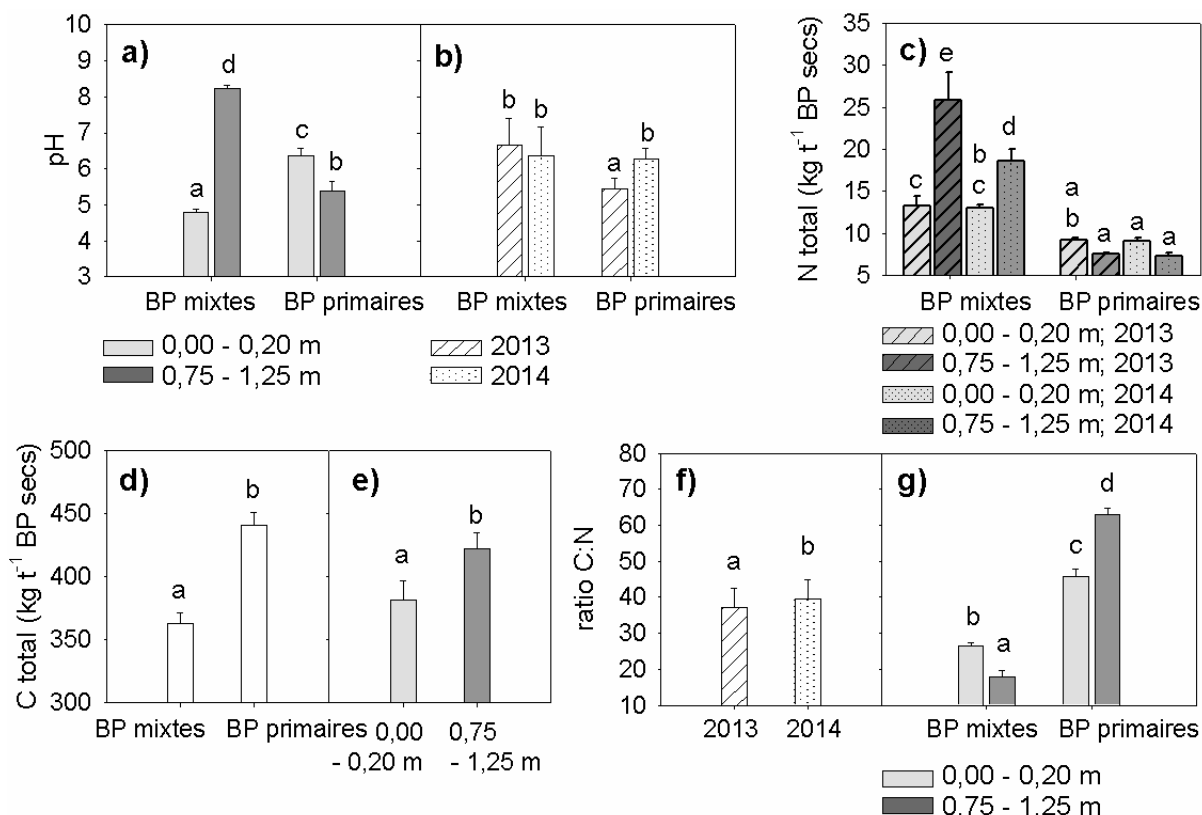 a)
b)
c)
pH
10
9
8
7
6
5
4
3
a
d
c
b
b
b
a
b
BP mixtes
BP primaires
BP mixtes
BP primaires
0,00 - 0,20 m
0,75 - 1,25 m
2013
2014
N total (kg t⁻¹ BP secs)
35
30
25
20
15
10
5
c
e
b
c
d
a
b
a
a
a
BP mixtes
BP primaires
0,00 - 0,20 m; 2013
0,75 - 1,25 m; 2013
0,00 - 0,20 m; 2014
0,75 - 1,25 m; 2014
d)
e)
C total (kg t⁻¹ BP secs)
500
450
400
350
300
a
b
a
b
BP mixtes
BP primaires
0,00
- 0,20 m
0,75
- 1,25 m
f)
g)
ratio C:N
80
70
60
50
40
30
20
10
a
b
b
a
c
d
2013
2014
BP mixtes
BP primaires
0,00 - 0,20 m
0,75 - 1,25 m